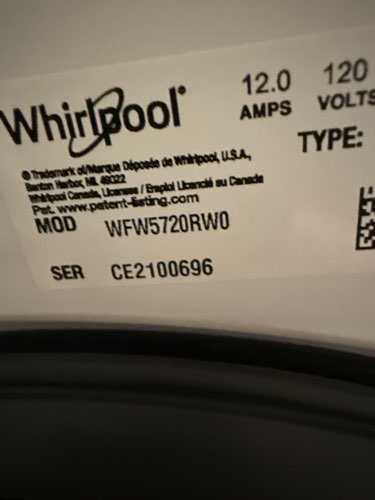 Whirlpool®
12.0 120
AMPS VOLTS
TYPE:
® Trademark of/Marque Déposée de Whirlpool, U.S.A.,
Benton Harbor, MI. 49022
Whirlpool Canada, Licensee / Emploi Licencié au Canada
Pat. www.patent-listing.com
MOD WFW5720RW0
SER CE2100696